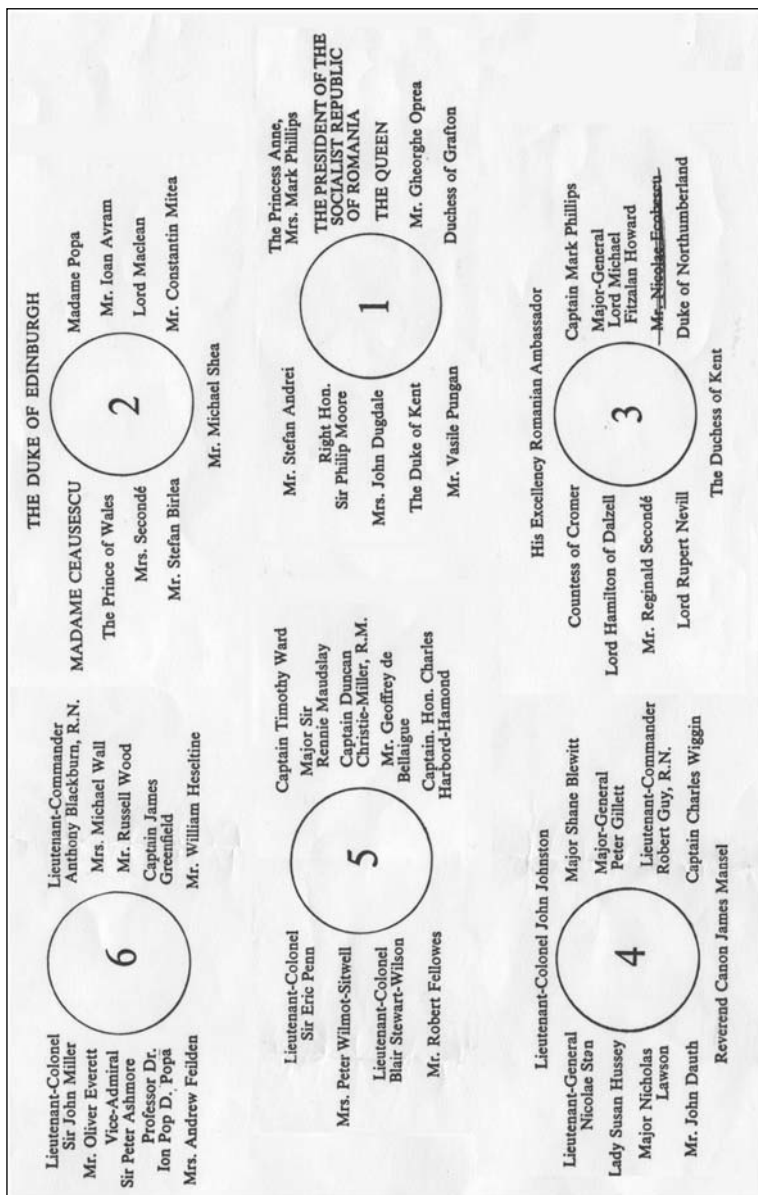 Lieutenant-Colonel
Sir John Miller
Mr. Oliver Everett
Vice-Admiral
Sir Peter Ashmore
Professor Dr.
Ion Pop D. Popa
Mrs. Andrew Feilden
6
Lieutenant-Commander
Anthony Blackburn, R.N.
Mrs. Michael Wall
Mr. Russell Wood
Captain James
Greenfield
Mr. William Heseltine
THE DUKE OF EDINBURGH
MADAME CEAUSESCU
The Prince of Wales
Mrs. Secondé
Mr. Stefan Birlea
2
Madame Popa
Mr. Ioan Avram
Lord Maclean
Mr. Constantin Mitea
Mr. Michael Shea
Lieutenant-Colonel
Sir Eric Penn
Mrs. Peter Wilmot-Sitwell
Lieutenant-Colonel
Blair Stewart-Wilson
Mr. Robert Fellowes
5
Captain Timothy Ward
Major Sir
Rennie Maudslay
Captain Duncan
Christie-Miller, R.M.
Mr. Geoffrey de
Bellaigue
Captain. Hon. Charles
Harbord-Hamond
Mr. Stefan Andrei
Right Hon.
Sir Philip Moore
Mrs. John Dugdale
The Duke of Kent
Mr. Vasile Pungan
1
The Princess Anne,
Mrs. Mark Phillips
THE PRESIDENT OF THE
SOCIALIST REPUBLIC
OF ROMANIA
THE QUEEN
Mr. Gheorghe Oprea
Duchess of Grafton
Lieutenant-Colonel John Johnston
Lieutenant-General
Nicolae Stan
Lady Susan Hussey
Major Nicholas
Lawson
Mr. John Dauth
4
Major Shane Blewitt
Major-General
Peter Gillett
Lieutenant-Commander
Robert Guy, R.N.
Captain Charles Wiggin
Reverend Canon James Mansel
His Excellency Romanian Ambassador
Countess of Cromer
Lord Hamilton of Dalzell
Mr. Reginald Secondé
Lord Rupert Nevill
3
Captain Mark Phillips
Major-General
Lord Michael
Fitzalan Howard
Mr. Nicolae Ecobescu
Duke of Northumberland
The Duchess of Kent